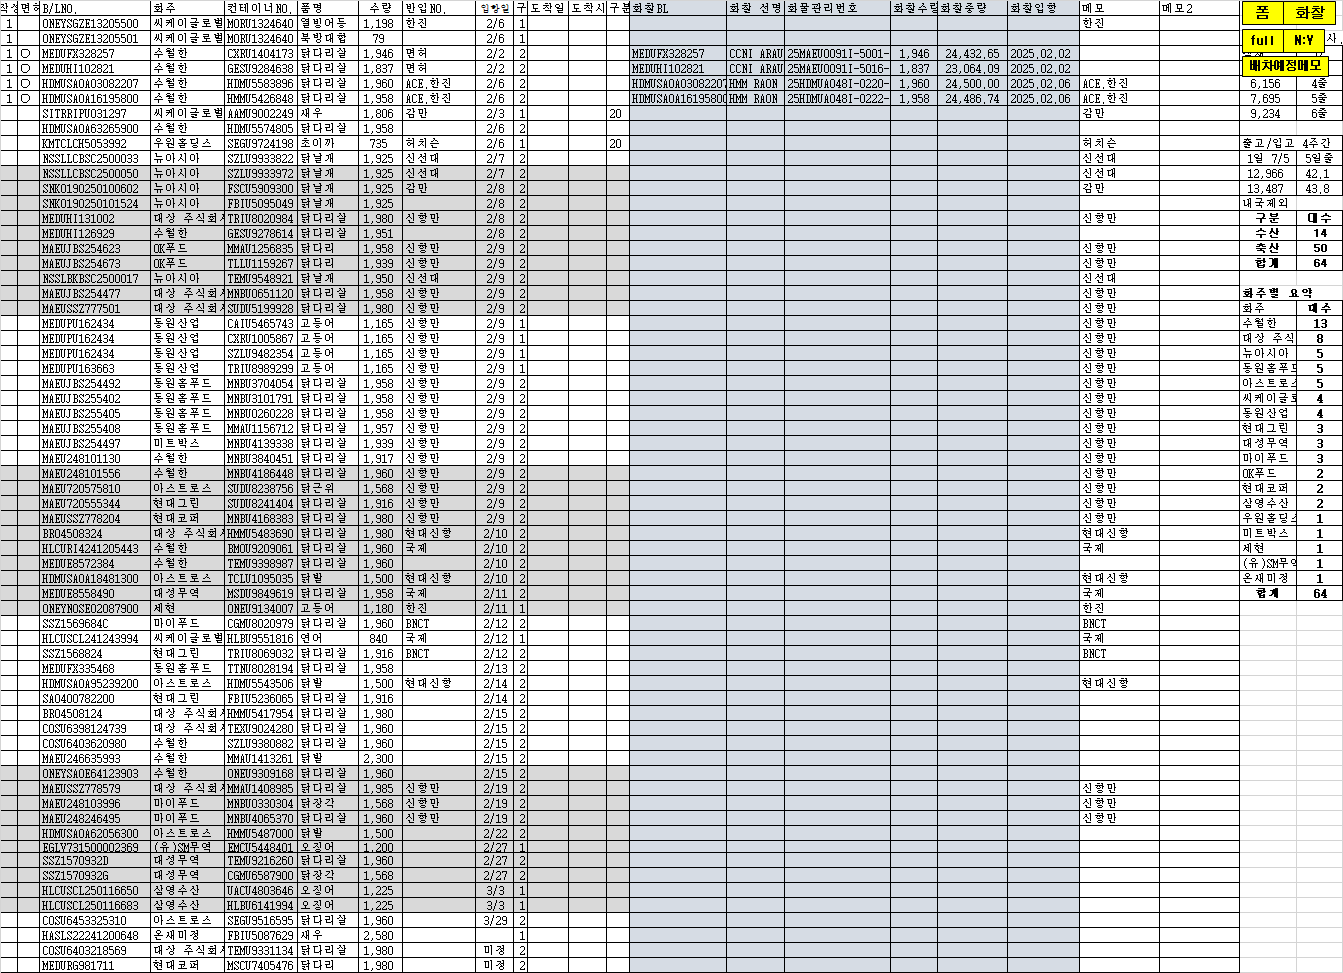 작성 면허 B/LNO. 화주 컨테이너NO. 품명 수량 반입NO. 입항일 구 도착일 도착시 구분 화찰BL 화찰 선명 화물관리번호 화찰수량 화찰중량 화찰입항 메모 메모2 폼 화찰
1 ONEYSGZE13205500 씨케이글로벌 MORU1324640 열빙어등 1,198 한진 2/6 1 한진
1 ONEYSGZE13205501 씨케이글로벌 MORU1324640 북방대합 79 2/6 1 full N:Y
1 ○ MEDUFX328257 수월한 CXRU1404173 닭다리살 1,946 면허 2/2 2 MEDUFX328257 CCNI ARAU 25MAEU0091I-5001- 1,946 24,432.65 2025.02.02
1 ○ MEDUHI102821 수월한 GESU9284638 닭다리살 1,837 면허 2/2 2 MEDUHI102821 CCNI ARAU 25MAEU0091I-5016- 1,837 23,064.09 2025.02.02 배차예정메모
1 ○ HDMUSAOA03082207 수월한 HDMU5583896 닭다리살 1,960 ACE.한진 2/6 2 HDMUSAOA03082207 HMM RAON 25HDMUA048I-0220- 1,960 24,500.00 2025.02.06 ACE.한진 6,156 4줄
1 ○ HDMUSAOA16195800 수월한 HMMU5426848 닭다리살 1,958 ACE.한진 2/6 2 HDMUSAOA16195800 HMM RAON 25HDMUA048I-0222- 1,958 24,486.74 2025.02.06 ACE.한진 7,695 5줄
SITRRIPU031297 씨케이글로벌 AAMU9002249 새우 1,806 감만 2/3 1 20 감만 9,234 6줄
HDMUSAOA63265900 수월한 HDMU5574805 닭다리살 1,958 2/6 2
KMTCLCH5053992 우원홀딩스 SEGU9724198 초이까 735 허치슨 2/6 1 20 허치슨 출고/입고 4주간
NSSLLCBSC2500033 뉴아시아 SZLU9933822 닭날개 1,925 신선대 2/7 2 신선대 1일 7/5 5일줄
NSSLLCBSC2500050 뉴아시아 SZLU9933972 닭날개 1,925 신선대 2/7 2 신선대 12,966 42.1
SNKO190250100602 뉴아시아 FSCU5909300 닭날개 1,925 감만 2/8 2 감만 13,487 43.8
SNKO190250101524 뉴아시아 FBIU5095049 닭날개 1,925 2/8 2 내국제외
MEDUHI131002 대상 주식회사 TRIU8020984 닭다리살 1,980 신항만 2/8 2 신항만 구분 대수
MEDUHI126929 수월한 GESU9278614 닭다리살 1,951 2/8 2 수산 14
MAEUJBS254623 OK푸드 MMAU1256835 닭다리 1,958 신항만 2/9 2 신항만 축산 50
MAEUJBS254673 OK푸드 TLLU1159267 닭다리 1,939 신항만 2/9 2 신항만 합계 64
NSSLBKBSC2500017 뉴아시아 TEMU9548921 닭날개 1,950 신선대 2/9 2 신선대
MAEUJBS254477 대상 주식회사 MNBU0651120 닭다리살 1,958 신항만 2/9 2 신항만 화주별 요약
MAEUSSZ777501 대상 주식회사 SUDU5199928 닭다리살 1,980 신항만 2/9 2 신항만 화주 대수
MEDUPU162434 동원산업 CAIU5465743 고등어 1,165 신항만 2/9 1 신항만 수월한 13
MEDUPU162434 동원산업 CXRU1005867 고등어 1,165 신항만 2/9 1 신항만 대상 주식 8
MEDUPU162434 동원산업 SZLU9482354 고등어 1,165 신항만 2/9 1 신항만 뉴아시아 5
MEDUPU163663 동원산업 TRIU8989299 고등어 1,165 신항만 2/9 1 신항만 동원홈푸드 5
MAEUJBS254492 동원홈푸드 MNBU3704054 닭다리살 1,958 신항만 2/9 2 신항만 아스트로스 5
MAEUJBS255402 동원홈푸드 MNBU3101791 닭다리살 1,958 신항만 2/9 2 신항만 씨케이글로 4
MAEUJBS255405 동원홈푸드 MNBU0260228 닭다리살 1,958 신항만 2/9 2 신항만 동원산업 4
MAEUJBS255408 동원홈푸드 MMAU1156712 닭다리살 1,957 신항만 2/9 2 신항만 현대그린 3
MAEUJBS254497 미트박스 MNBU4139338 닭다리살 1,939 신항만 2/9 2 신항만 대성무역 3
MAEU248101130 수월한 MNBU3840451 닭다리살 1,917 신항만 2/9 2 신항만 마이푸드 3
MAEU248101556 수월한 MNBU4186448 닭다리살 1,960 신항만 2/9 2 신항만 OK푸드 2
MAEU720575810 아스트로스 SUDU8238756 닭근위 1,568 신항만 2/9 2 신항만 현대코퍼 2
MAEU720555344 현대그린 SUDU8241404 닭다리살 1,916 신항만 2/9 2 신항만 삼영수산 2
MAEUSSZ778204 현대코퍼 MNBU4168383 닭다리살 1,980 신항만 2/9 2 신항만 우원홀딩스 1
BRO4508324 대상 주식회사 HMMU5483690 닭다리살 1,980 현대신항 2/10 2 현대신항 미트박스 1
HLCURI4241205443 수월한 BMOU9209061 닭다리살 1,960 국제 2/10 2 국제 세현 1
MEDUE8572384 수월한 TEMU9398987 닭다리살 1,960 2/10 2 (유)SM무역 1
HDMUSAOA18481300 아스트로스 TCLU1095035 닭발 1,500 현대신항 2/10 2 현대신항 온새미정 1
MEDUE8558490 대성무역 MSDU9849619 닭다리살 1,958 국제 2/11 2 국제 합계 64
ONEYNOSE02087900 세현 ONEU9134007 고등어 1,180 한진 2/11 1 한진
SSZ1569684C 마이푸드 CGMU8020979 닭다리살 1,960 BNCT 2/12 2 BNCT
HLCUSCL241243994 씨케이글로벌 HLBU9551816 연어 840 국제 2/12 1 국제
SSZ1568824 현대그린 TRIU8069032 닭다리살 1,916 BNCT 2/12 2 BNCT
MEDUFX335468 동원홈푸드 TTNU8028194 닭다리살 1,958 2/13 2
HDMUSAOA95239200 아스트로스 HDMU5543506 닭발 1,500 현대신항 2/14 2 현대신항
SAO400782200 현대그린 FBIU5236065 닭다리살 1,916 2/14 2
BRO4508124 대상 주식회사 HMMU5417954 닭다리살 1,980 2/15 2
COSU6398124739 대상 주식회사 TEXU9024280 닭다리살 1,960 2/15 2
COSU6403620980 수월한 SZLU9380882 닭다리살 1,960 2/15 2
MAEU246635993 수월한 MMAU1413261 닭발 2,300 2/15 2
ONEYSAOE64123903 수월한 ONEU9309168 닭다리살 1,960 2/15 2
MAEUSSZ778579 대상 주식회사 MMAU1408985 닭다리살 1,985 신항만 2/19 2 신항만
MAEU248103996 마이푸드 MNBU0330304 닭장각 1,568 신항만 2/19 2 신항만
MAEU248246495 마이푸드 MNBU4065370 닭다리살 1,960 신항만 2/19 2 신항만
HDMUSAOA62056300 아스트로스 HMMU5487000 닭발 1,500 2/22 2
EGLV731500002369 (유)SM무역 EMCU5448401 오징어 1,200 2/27 1
SSZ1570932D 대성무역 TEMU9216260 닭다리살 1,960 2/27 2
SSZ1570932G 대성무역 CGMU6587900 닭장각 1,568 2/27 2
HLCUSCL250116650 삼영수산 UACU4803646 오징어 1,225 3/3 1
HLCUSCL250116683 삼영수산 HLBU6141994 오징어 1,225 3/3 1
COSU6453325310 아스트로스 SEGU9516595 닭다리살 1,960 3/29 2
HASLS22241200648 온새미정 FBIU5087629 새우 2,580 1
COSU6403218569 대상 주식회사 TEMU9331134 닭다리살 1,980 미정 2
MEDURG981711 현대코퍼 MSCU7405476 닭다리 1,980 미정 2